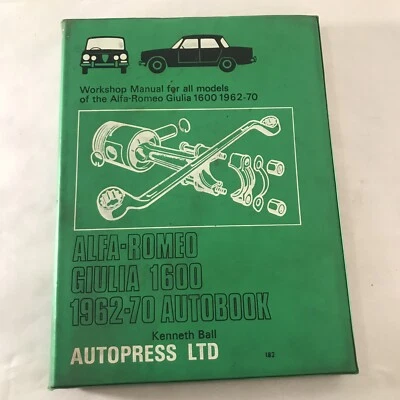 Workshop Manual for all models
of the Alfa-Romeo Giulia 1600 1962-70
ALFA-ROMEO
GIULIA 1600
1962-70 AUTOBOOK
Kenneth Ball
AUTOPRESS LTD
182